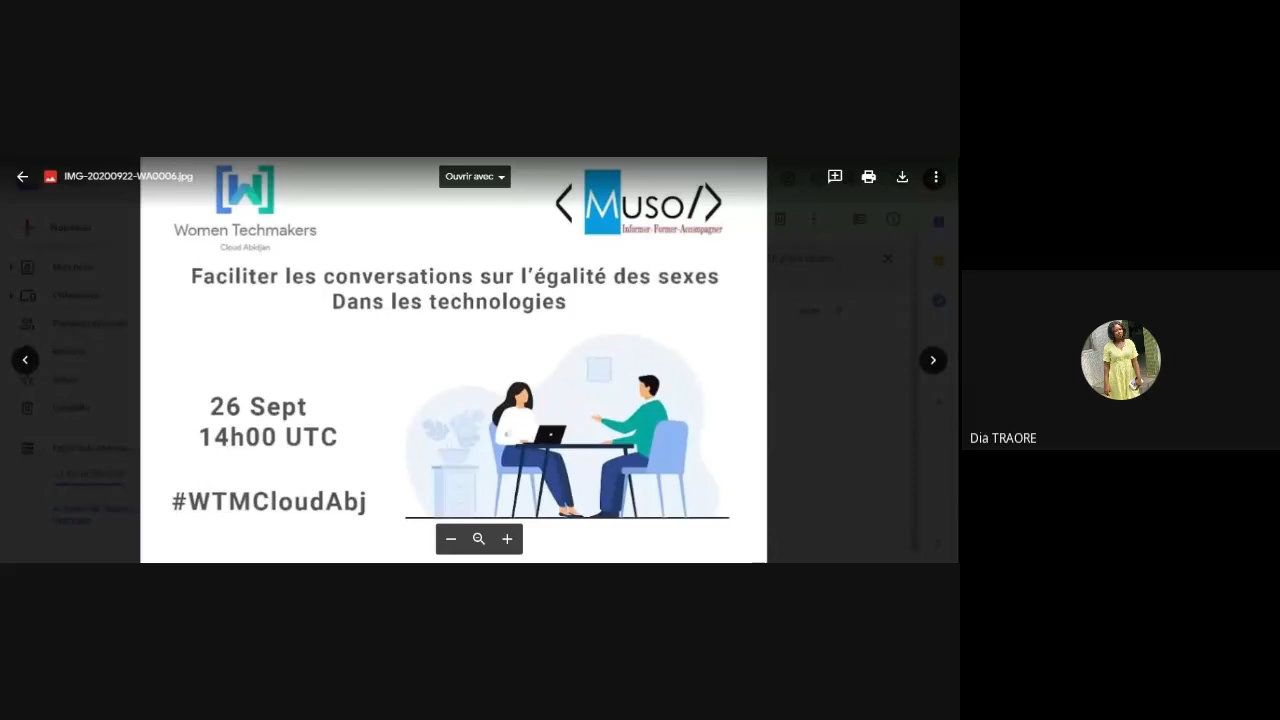 IMG-20200922-WA0006.jpg
Ouvrir avec
Women Techmakers
Cloud Abidjan
<Muso/>
Informer-Former-Accompagner
Faciliter les conversations sur l'égalité des sexes
Dans les technologies
26 Sept
14h00 UTC
#WTMCloudAbj
Dia TRAORE